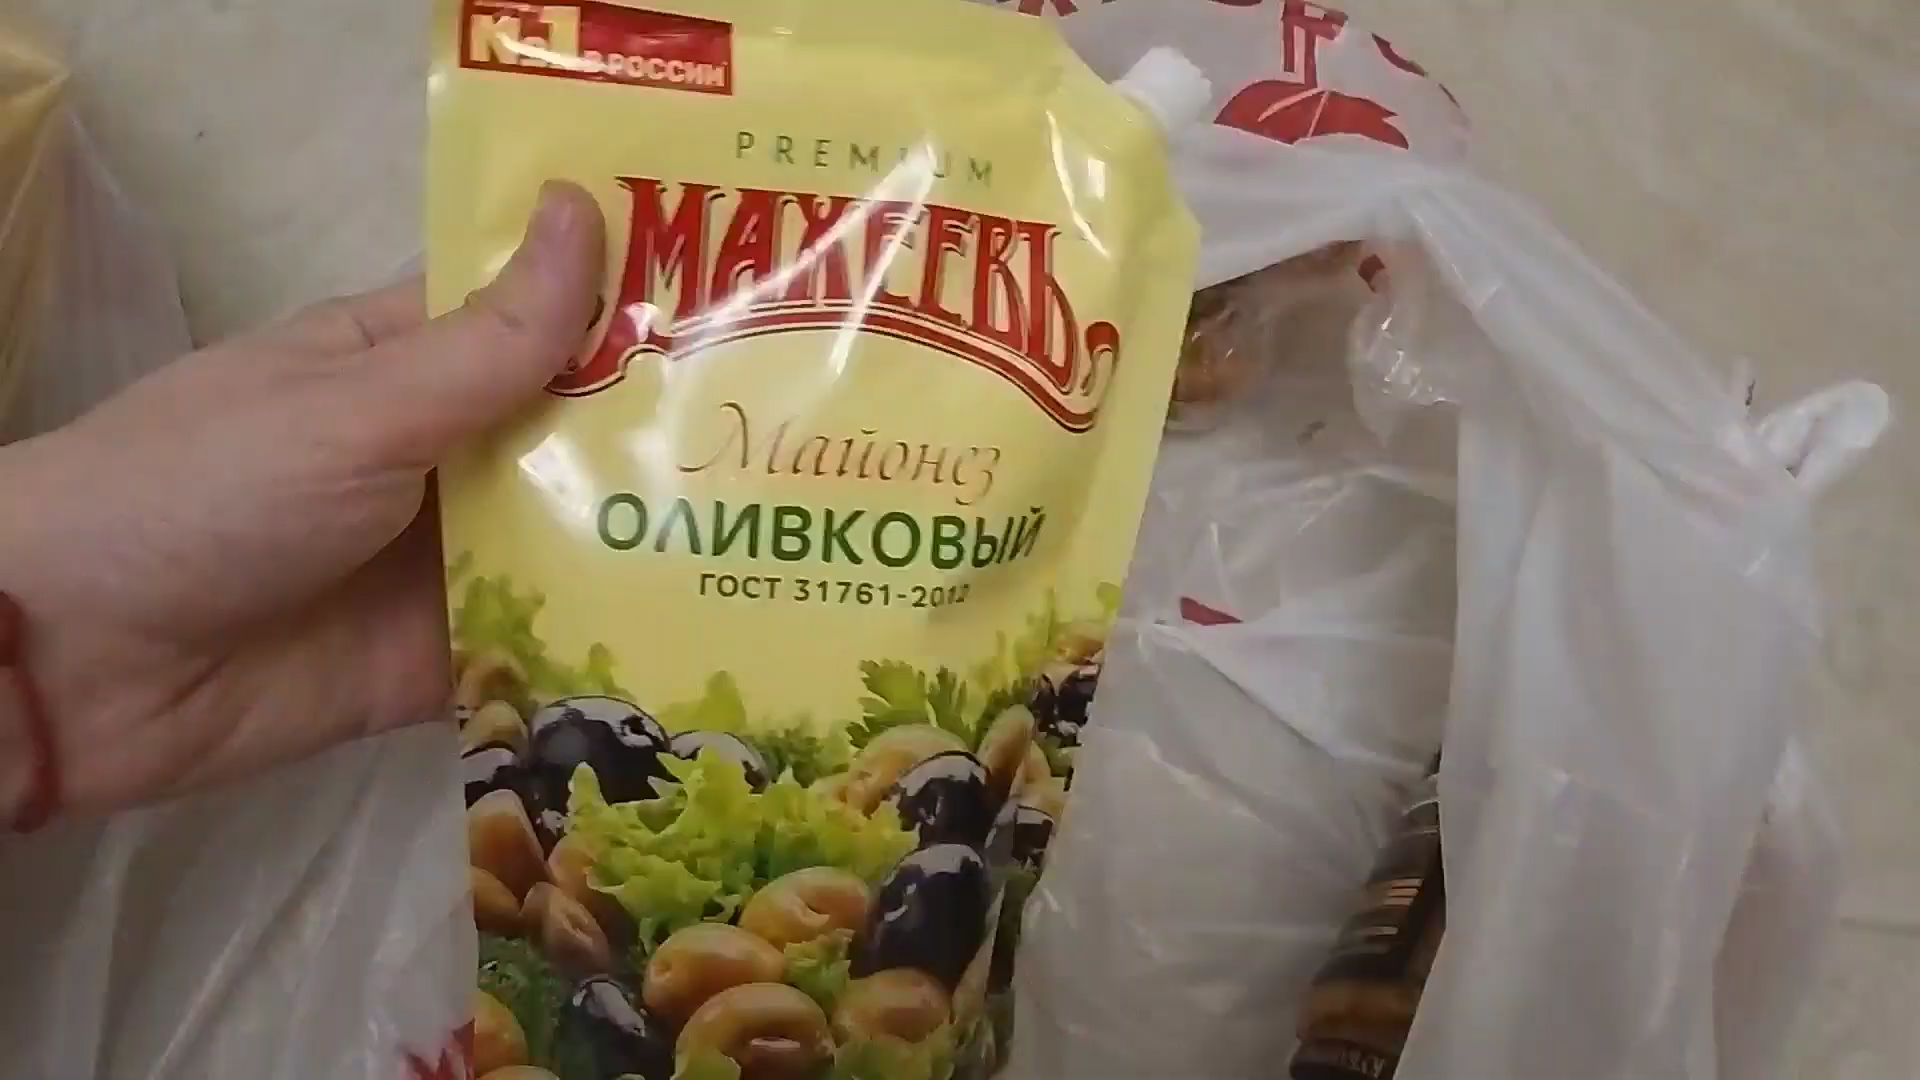 №1 В РОССИИ
PREMIUM
МАХЕЕВЪ
Майонез
ОЛИВКОВЫЙ
ГОСТ 31761-2012